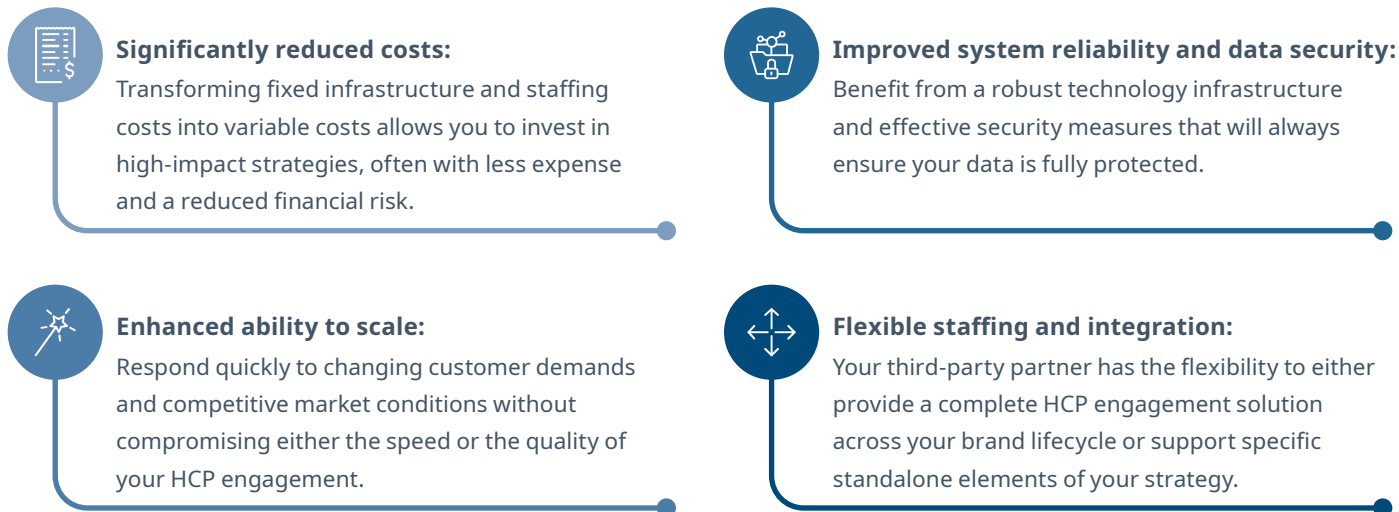 Significantly reduced costs:
Transforming fixed infrastructure and staffing
costs into variable costs allows you to invest in
high-impact strategies, often with less expense
and a reduced financial risk.
Improved system reliability and data security:
Benefit from a robust technology infrastructure
and effective security measures that will always
ensure your data is fully protected.
Enhanced ability to scale:
Respond quickly to changing customer demands
and competitive market conditions without
compromising either the speed or the quality of
your HCP engagement.
Flexible staffing and integration:
Your third-party partner has the flexibility to either
provide a complete HCP engagement solution
across your brand lifecycle or support specific
standalone elements of your strategy.